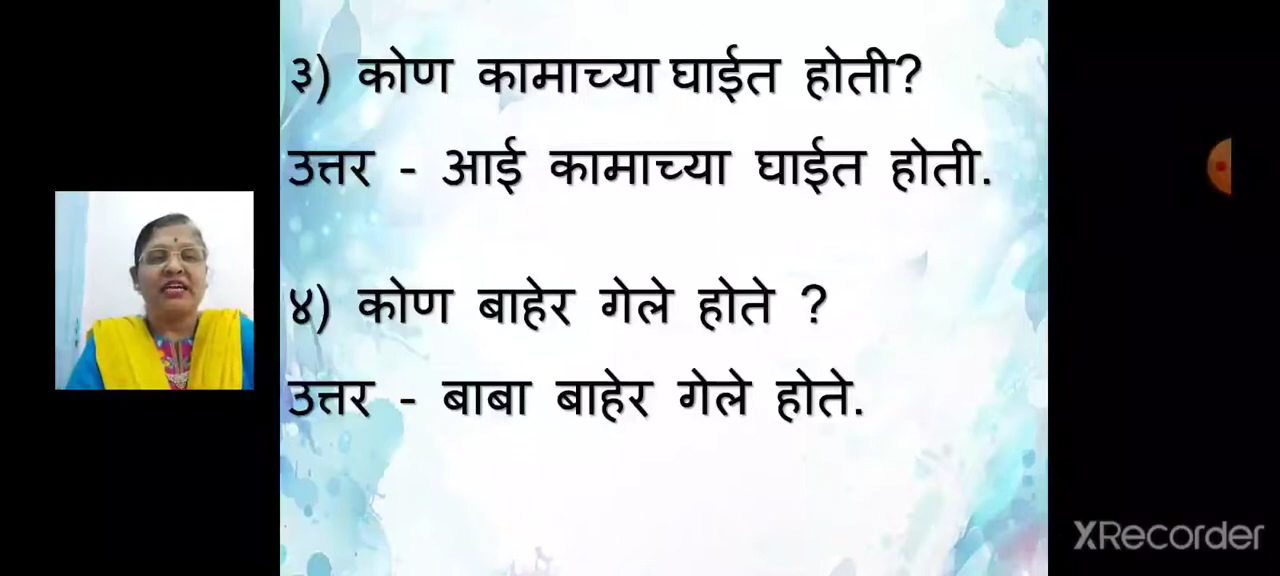 ३) कोण कामाच्या घाईत होती?
उत्तर - आई कामाच्या घाईत होती.
४) कोण बाहेर गेले होते ?
उत्तर - बाबा बाहेर गेले होते.
XRecorder